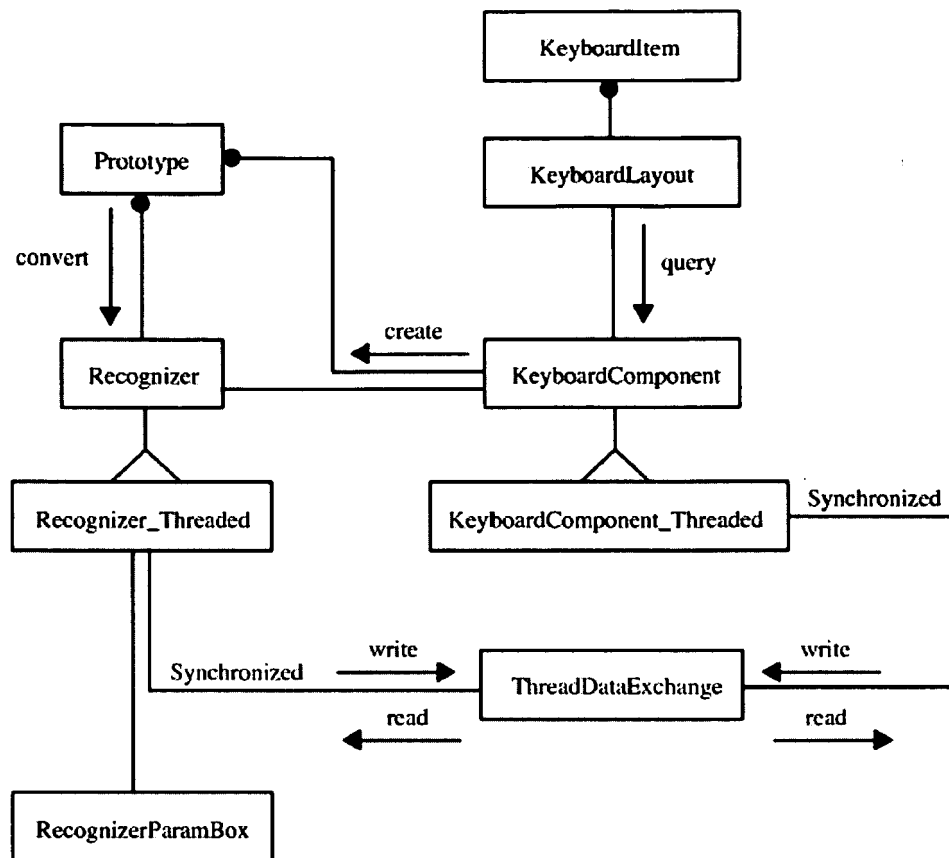 KeyboardItem
Prototype
KeyboardLayout
convert
query
create
Recognizer
KeyboardComponent
Recognizer_Threaded
KeyboardComponent_Threaded
Synchronized
write
write
Synchronized
ThreadDataExchange
read
read
RecognizerParamBox